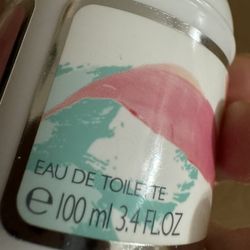 EAU DE TOILETTE
℮ 100 ml 3.4 FL.OZ